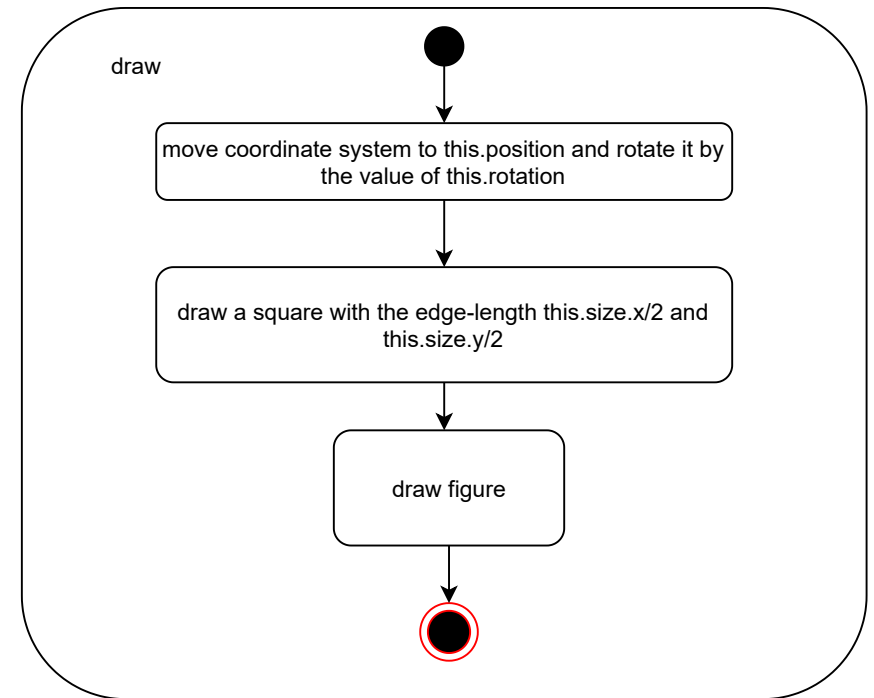 draw
move coordinate system to this.position and rotate it by
the value of this.rotation
draw a square with the edge-length this.size.x/2 and
this.size.y/2
draw figure